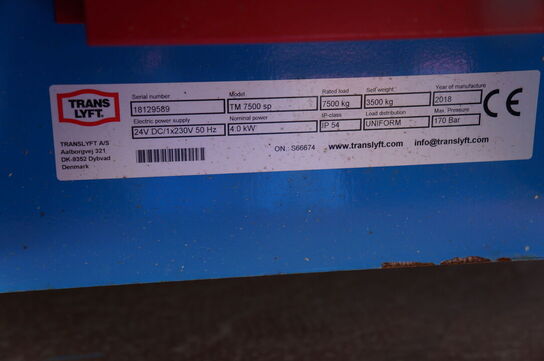 TRANS
LYFT.
TRANSLYFT A/S
Aalborgvej 321
DK-9352 Dybvad
Denmark
Serial number Model Rated load Self weight Year of manufacture
18129589 TM 7500 sp 7500 kg 3500 kg 2018
Electric power supply Nominal power IP-class Load distribution Max. Pressure
24V DC/1x230V 50 Hz 4.0 kW IP 54 UNIFORM 170 Bar
CE
ON. S66674 www.translyft.com info@translyft.com